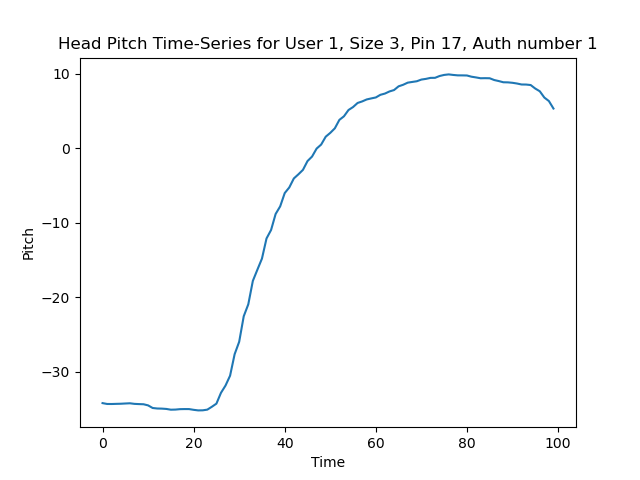 Head Pitch Time-Series for User 1, Size 3, Pin 17, Auth number 1
10
0
−10
−20
−30
Pitch
0 20 40 60 80 100
Time